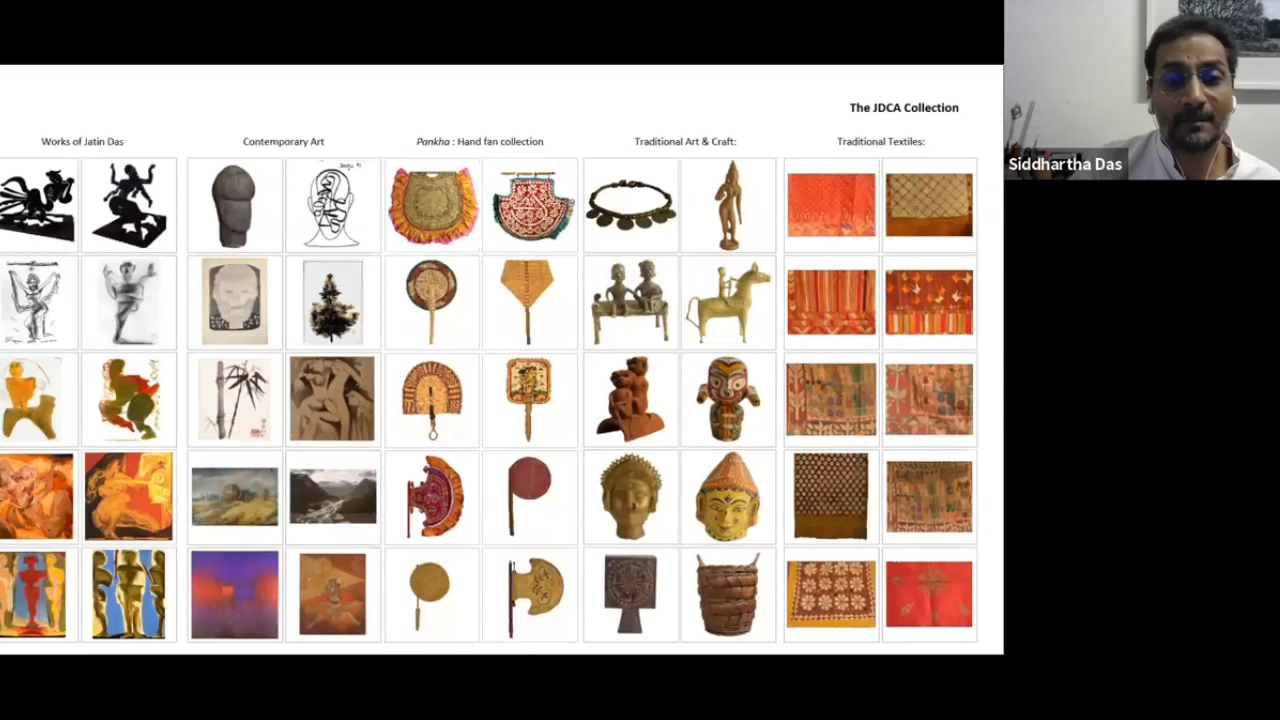 The JDCA Collection
Works of Jatin Das
Contemporary Art
Pankha : Hand fan collection
Traditional Art & Craft:
Traditional Textiles:
Siddhartha Das